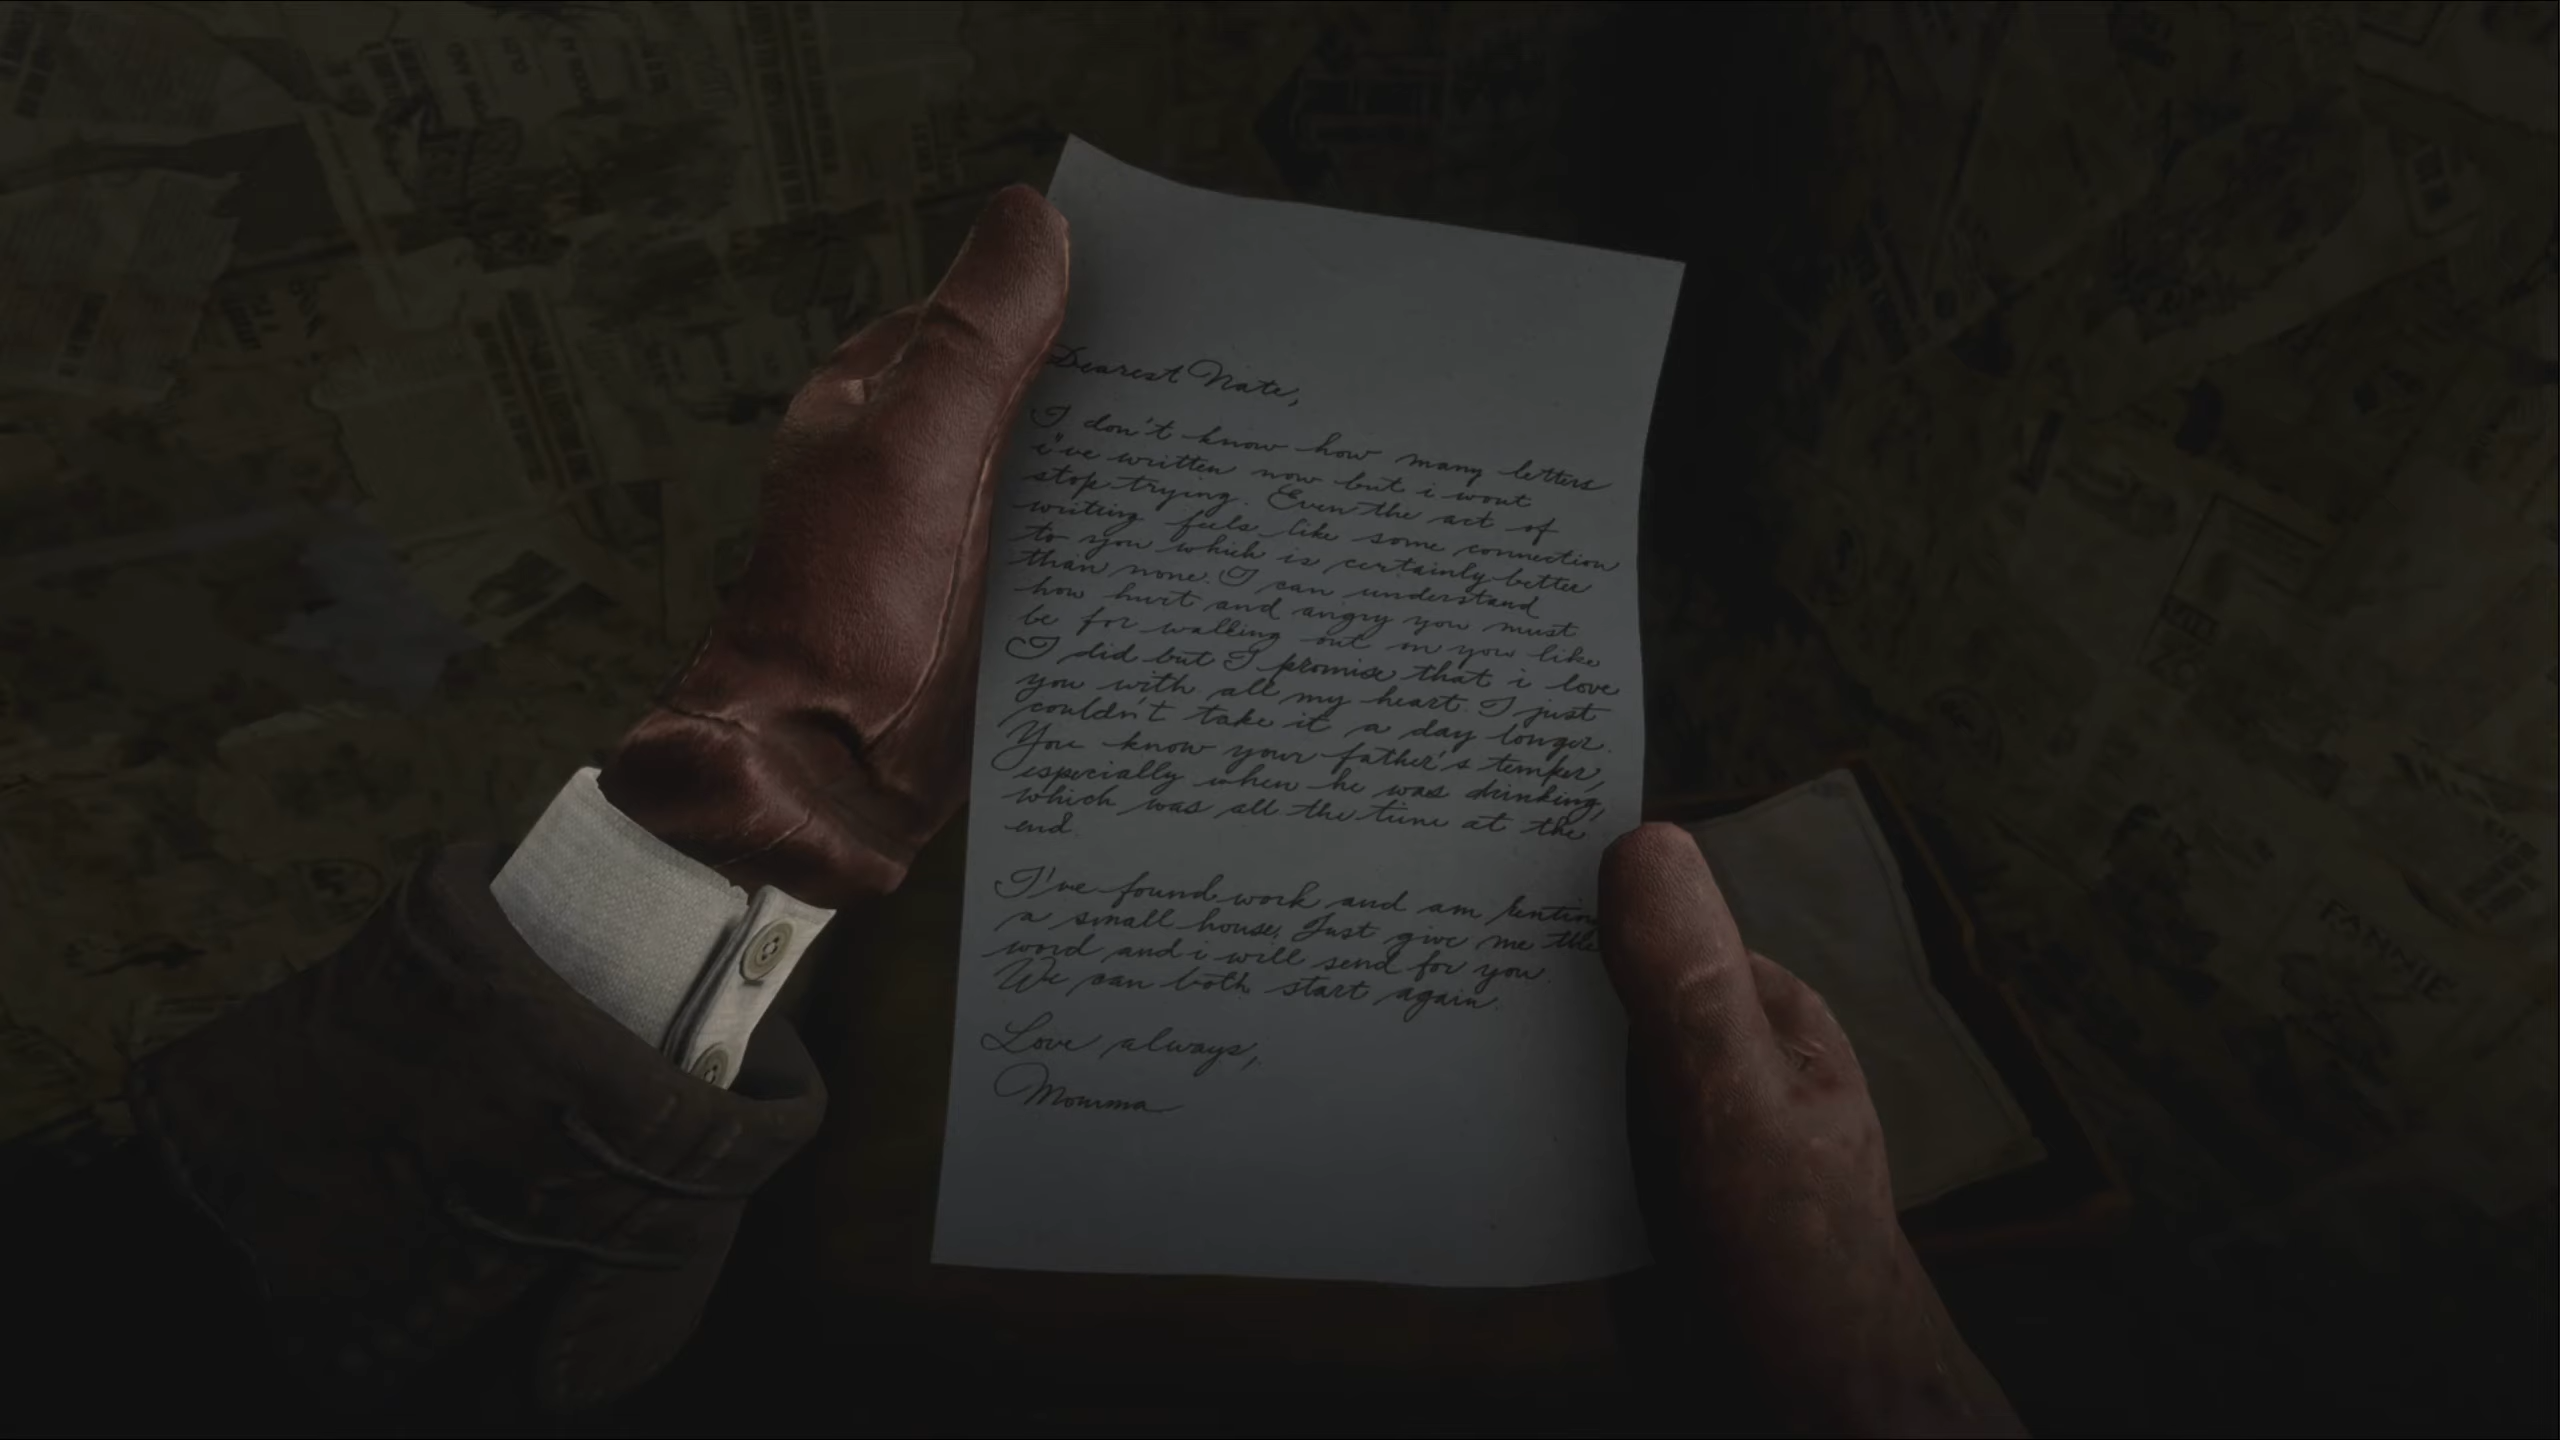 Dearest Nate,
I don't know how many letters
i've written now but i wont
stop trying. Even the act of
writing feels like some connection
to you which is certainly better
than none. I can understand
how hurt and angry you must
be for walking out on you like
I did but I promise that i love
you with all my heart. I just
couldn't take it a day longer.
You know your father's temper,
especially when he was drinking,
which was all the time at the
end.
I've found work and am renting
a small house. Just give me the
word and i will send for you.
We can both start again.
Love always,
Momma
FANNIE